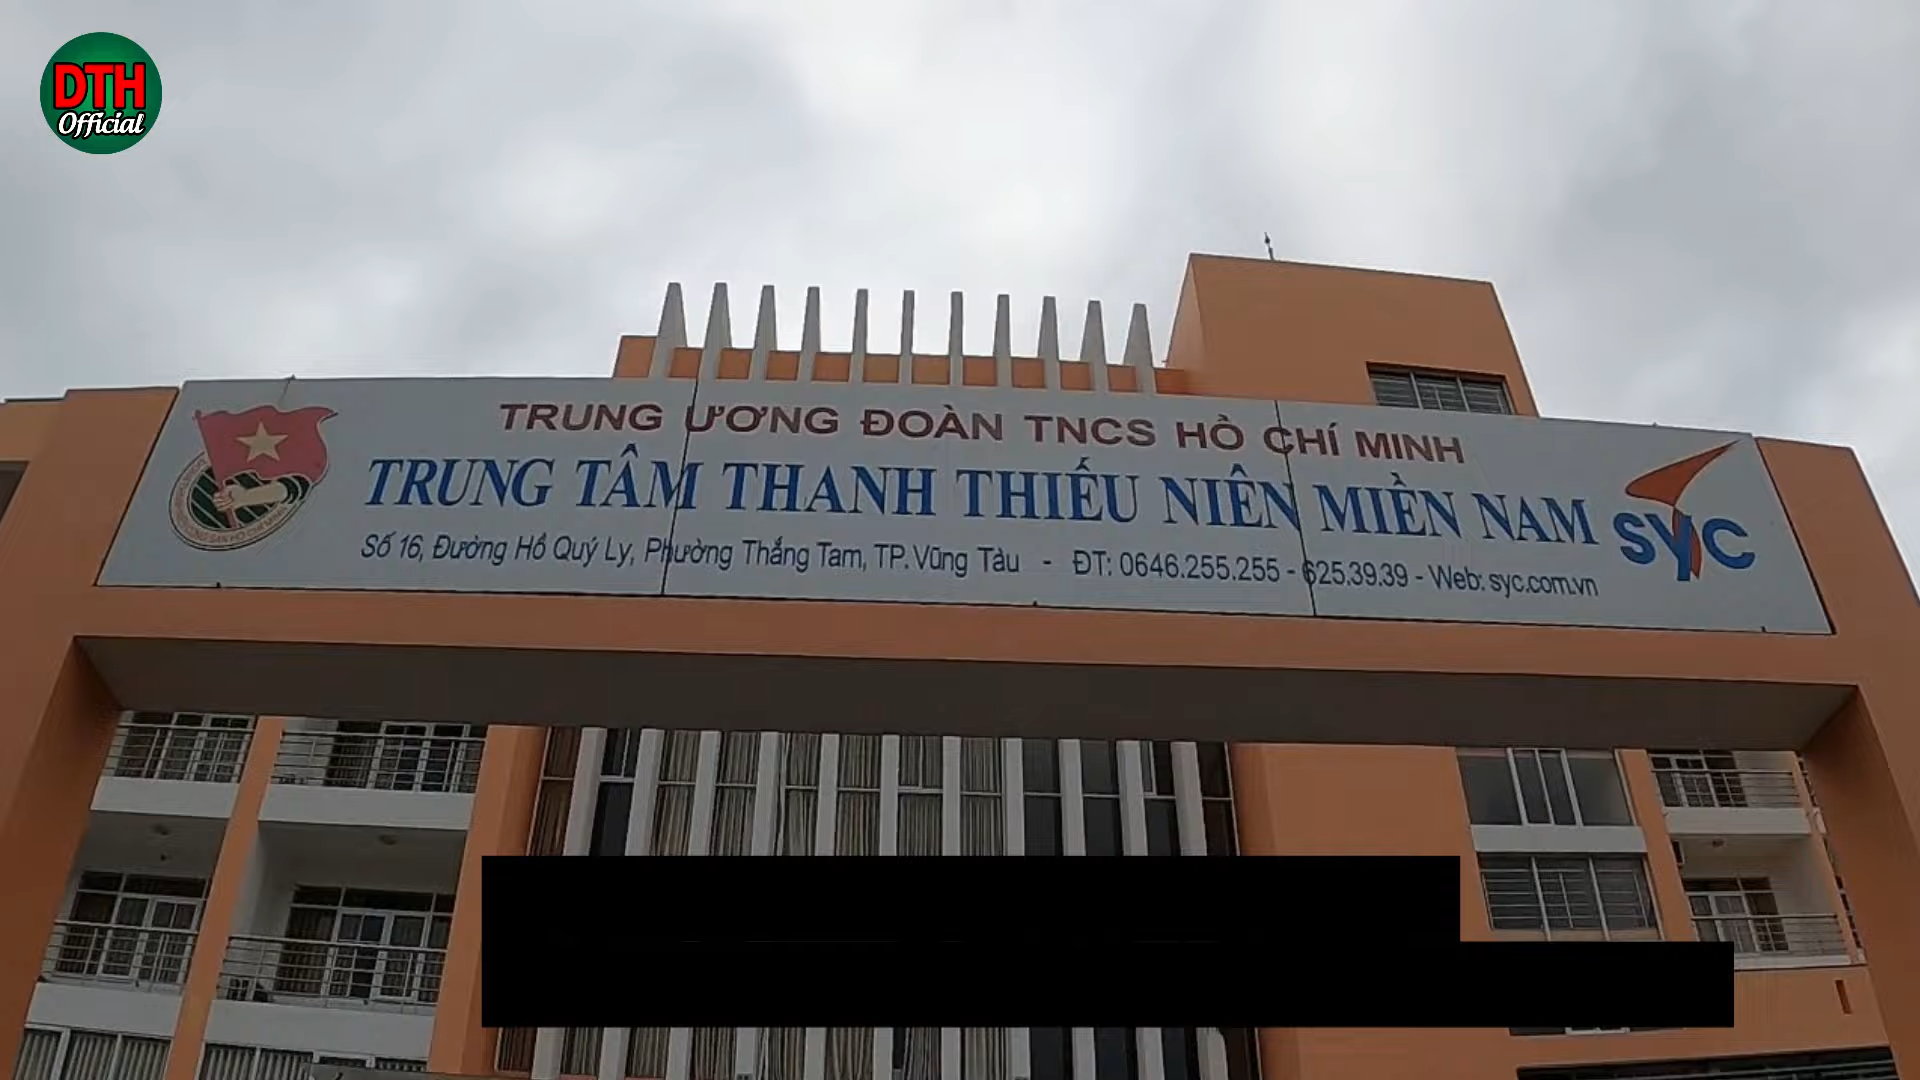 DTH
Official
TRUNG ƯƠNG ĐOÀN TNCS HỒ CHÍ MINH
TRUNG TÂM THANH THIẾU NIÊN MIỀN NAM
Số 16, Đường Hồ Quý Ly, Phường Thắng Tam, TP. Vũng Tàu - ĐT: 0646.255.255 - 625.39.39 - Web: syc.com.vn
syc